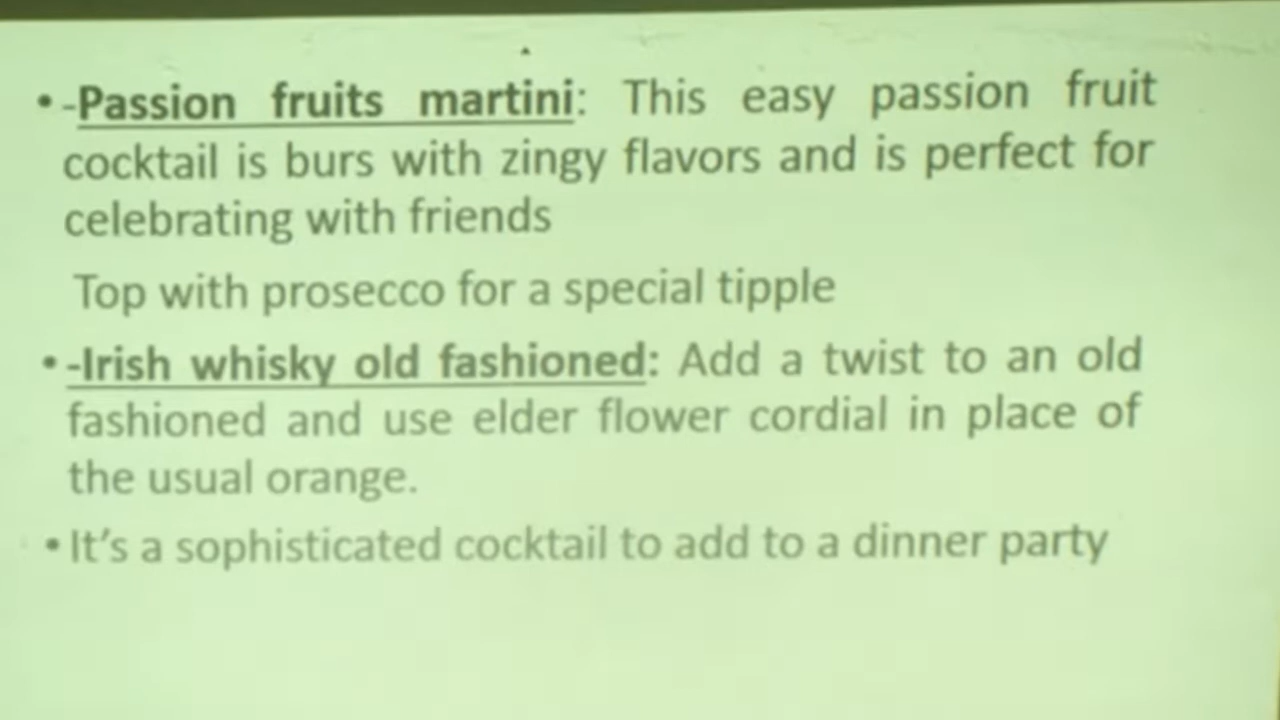 • -Passion fruits martini: This easy passion fruit
cocktail is burs with zingy flavors and is perfect for
celebrating with friends
Top with prosecco for a special tipple
• -Irish whisky old fashioned: Add a twist to an old
fashioned and use elder flower cordial in place of
the usual orange.
• It's a sophisticated cocktail to add to a dinner party